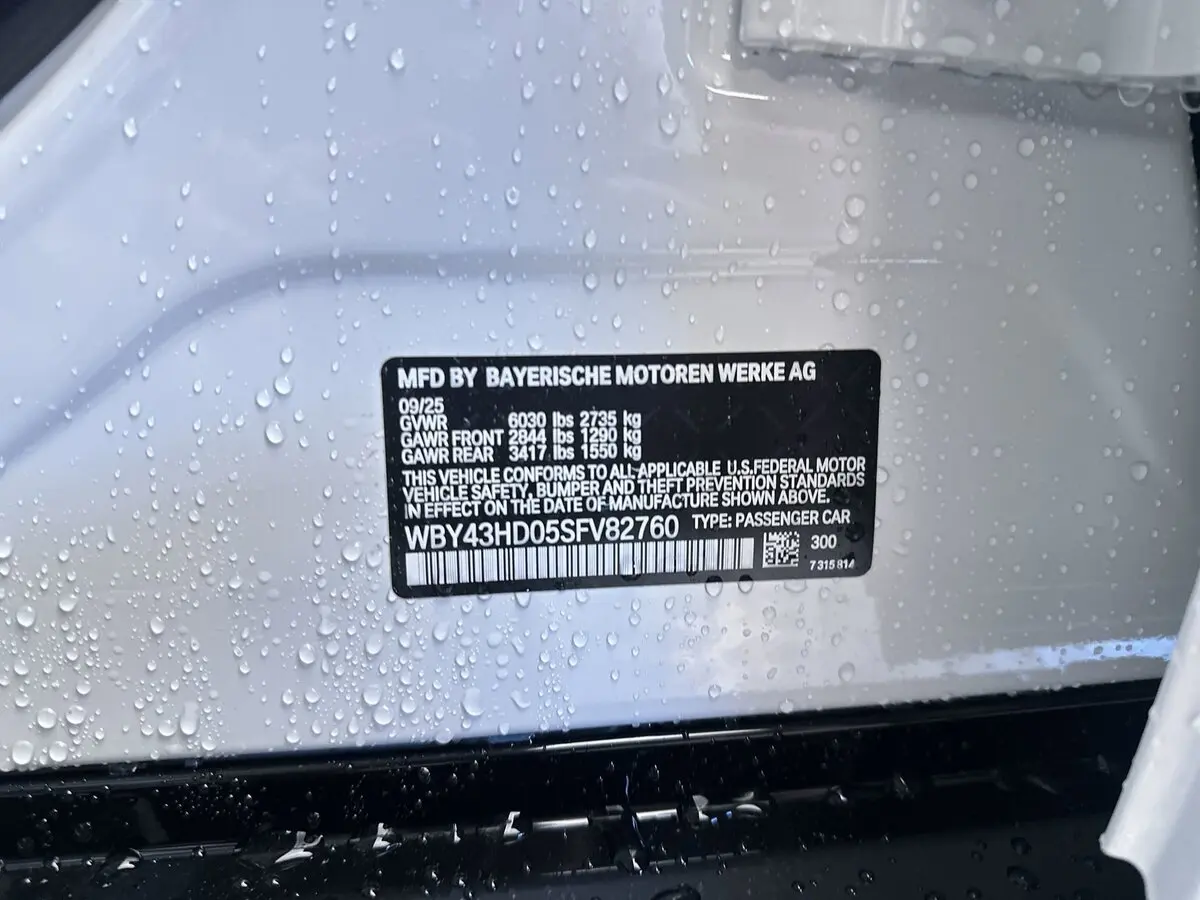 MFD BY BAYERISCHE MOTOREN WERKE AG
09/25
GVWR 6030 lbs 2735 kg
GAWR FRONT 2844 lbs 1290 kg
GAWR REAR 3417 lbs 1550 kg
THIS VEHICLE CONFORMS TO ALL APPLICABLE U.S.FEDERAL MOTOR
VEHICLE SAFETY, BUMPER AND THEFT PREVENTION STANDARDS
IN EFFECT ON THE DATE OF MANUFACTURE SHOWN ABOVE.
WBY43HD05SFV82760 TYPE: PASSENGER CAR
300
7 315 814